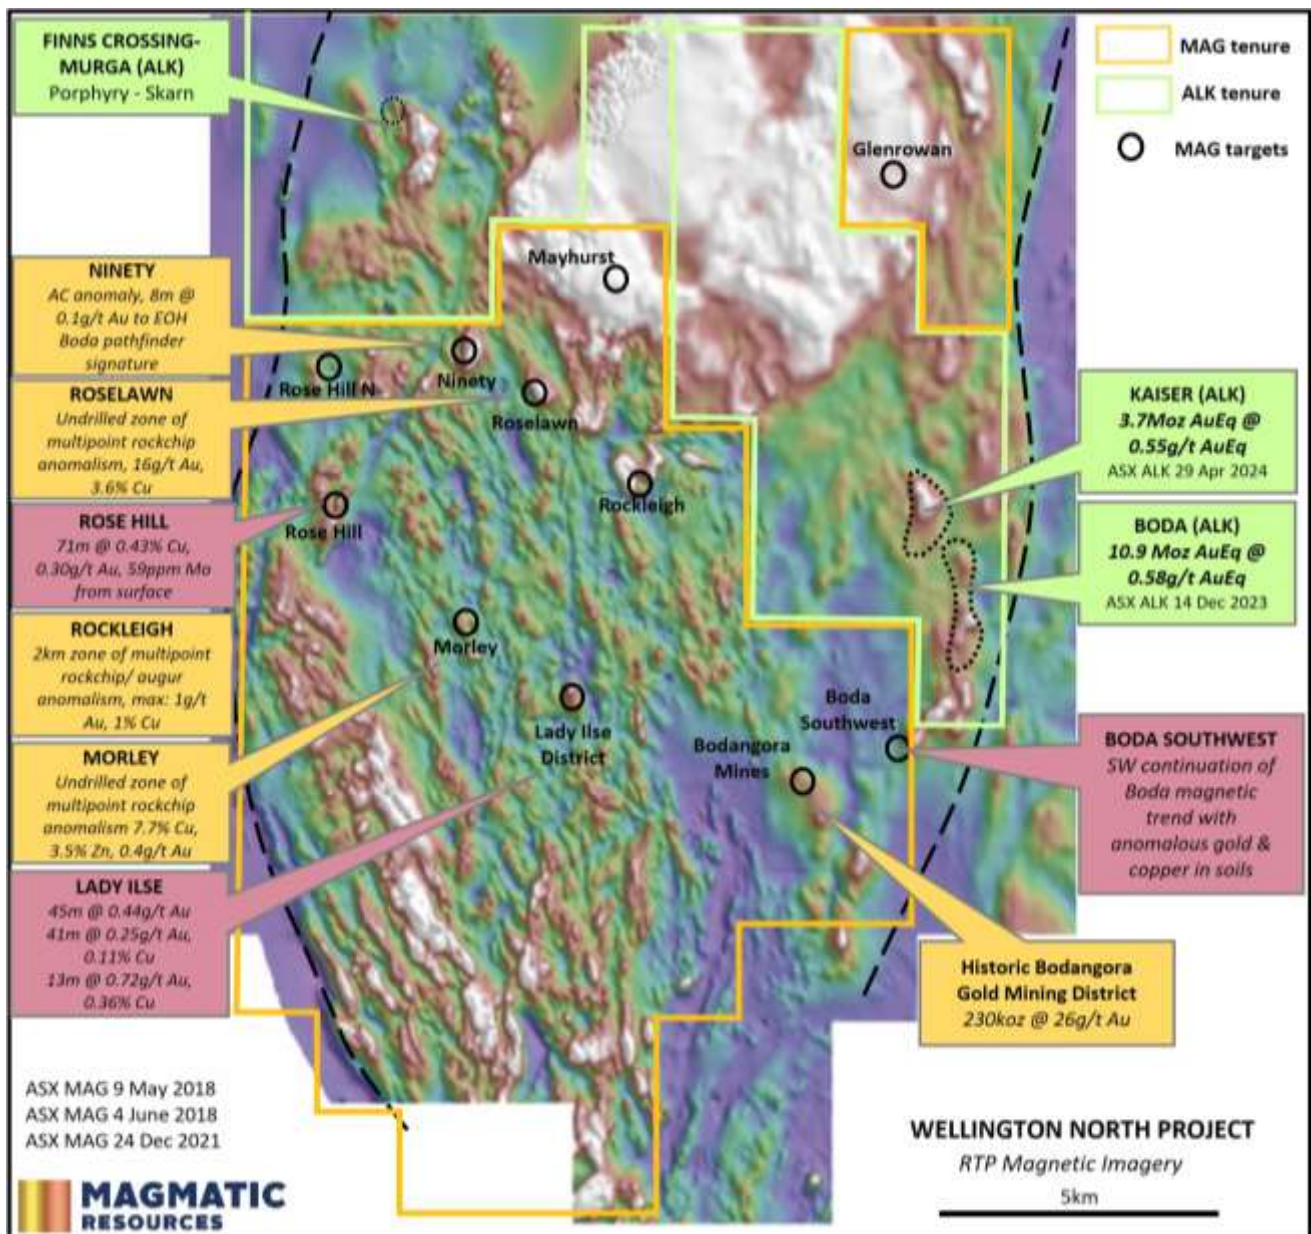 FINNS CROSSING-
MURGA (ALK)
Porphyry - Skarn
NINETY
AC anomaly, 8m @
0.1g/t Au to EOH
Boda pathfinder
signature
ROSELAWN
Undrilled zone of
multipoint rockchip
anomalism, 16g/t Au,
3.6% Cu
ROSE HILL
71m @ 0.43% Cu,
0.30g/t Au, 59ppm Mo
from surface
ROCKLEIGH
2km zone of multipoint
rockchip/ augur
anomalism, max: 1g/t
Au, 1% Cu
MORLEY
Undrilled zone of
multipoint rockchip
anomalism 7.7% Cu,
3.5% Zn, 0.4g/t Au
LADY ILSE
45m @ 0.44g/t Au
41m @ 0.25g/t Au,
0.11% Cu
13m @ 0.72g/t Au,
0.36% Cu
ASX MAG 9 May 2018
ASX MAG 4 June 2018
ASX MAG 24 Dec 2021
MAGMATIC
RESOURCES
Glenrowan
Mayhurst
Rose Hill N
Ninety
Roselawn
Rockleigh
Rose Hill
Morley
Lady Ilse
District
Boda
Southwest
Bodangora
Mines
MAG tenure
ALK tenure
MAG targets
KAISER (ALK)
3.7Moz AuEq @
0.55g/t AuEq
ASX ALK 29 Apr 2024
BODA (ALK)
10.9 Moz AuEq @
0.58g/t AuEq
ASX ALK 14 Dec 2023
BODA SOUTHWEST
SW continuation of
Boda magnetic
trend with
anomalous gold &
copper in soils
Historic Bodangora
Gold Mining District
230koz @ 26g/t Au
WELLINGTON NORTH PROJECT
RTP Magnetic Imagery
5km